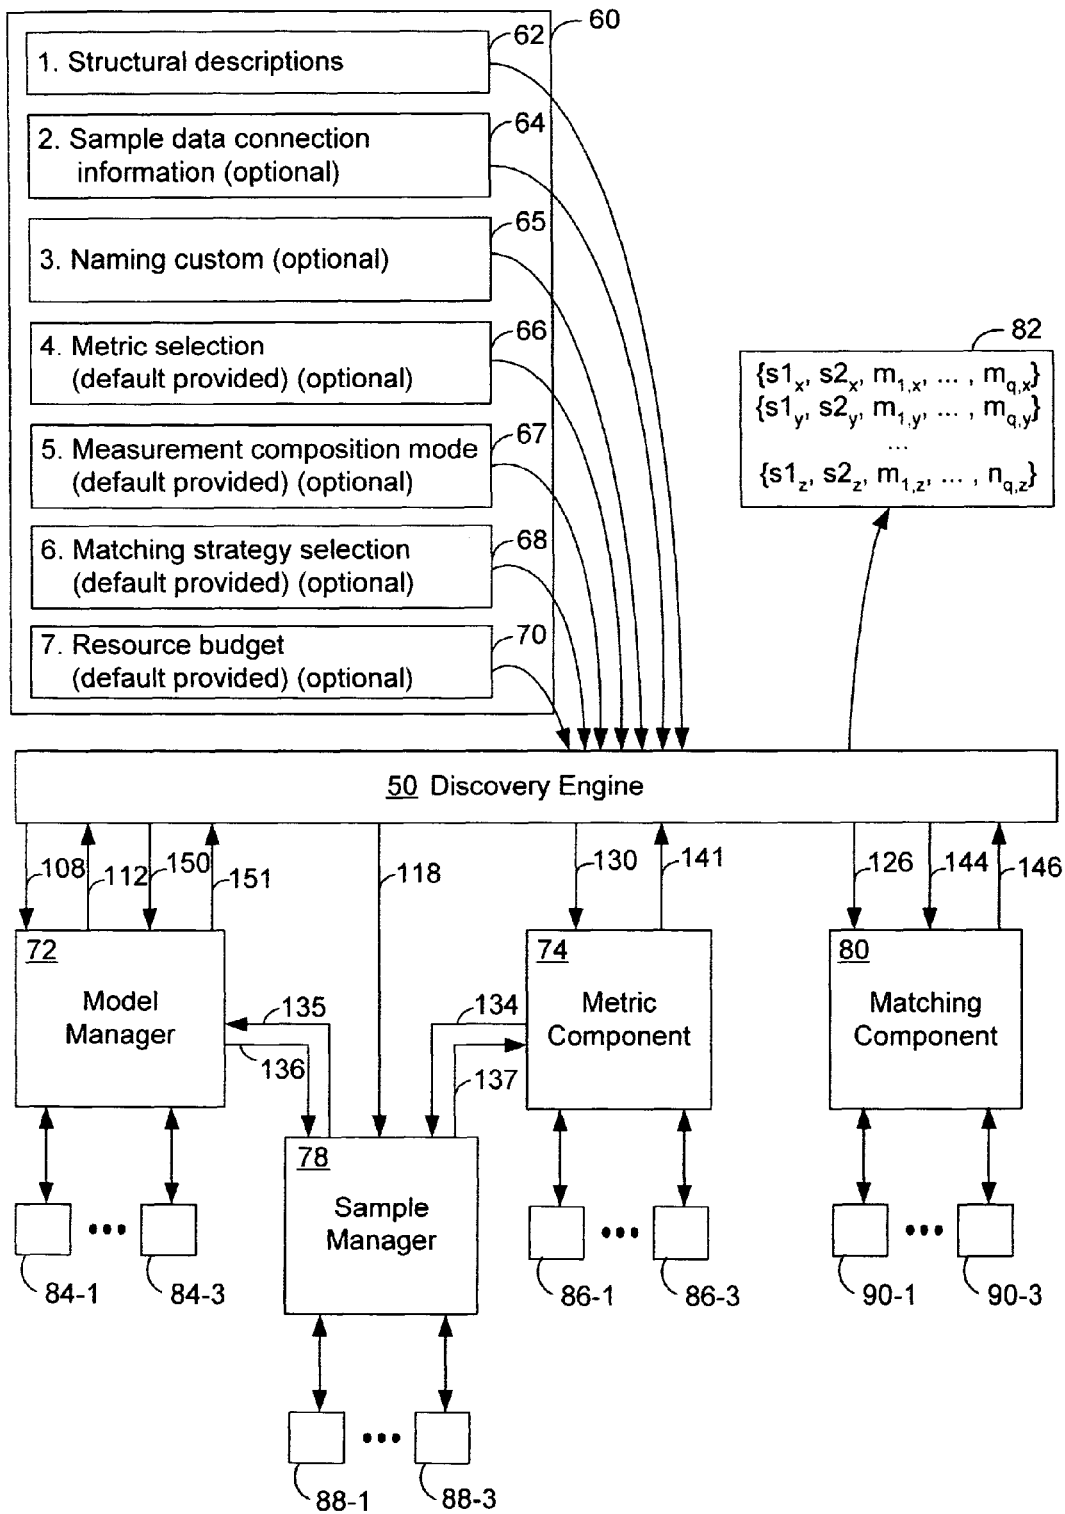 60
62
1. Structural descriptions
64
2. Sample data connection
information (optional)
65
3. Naming custom (optional)
66
4. Metric selection
(default provided) (optional)
67
5. Measurement composition mode
(default provided) (optional)
68
6. Matching strategy selection
(default provided) (optional)
70
7. Resource budget
(default provided) (optional)
82
{s1x, s2x, m1,x, ... , mq,x}
{s1y, s2y, m1,y, ... , mq,y}
...
{s1z, s2z, m1,z, ... , nq,z}
50 Discovery Engine
108
112
150
151
118
130
141
126
144
146
72
Model
Manager
135
136
134
137
74
Metric
Component
80
Matching
Component
78
Sample
Manager
84-1
84-3
86-1
86-3
90-1
90-3
88-1
88-3